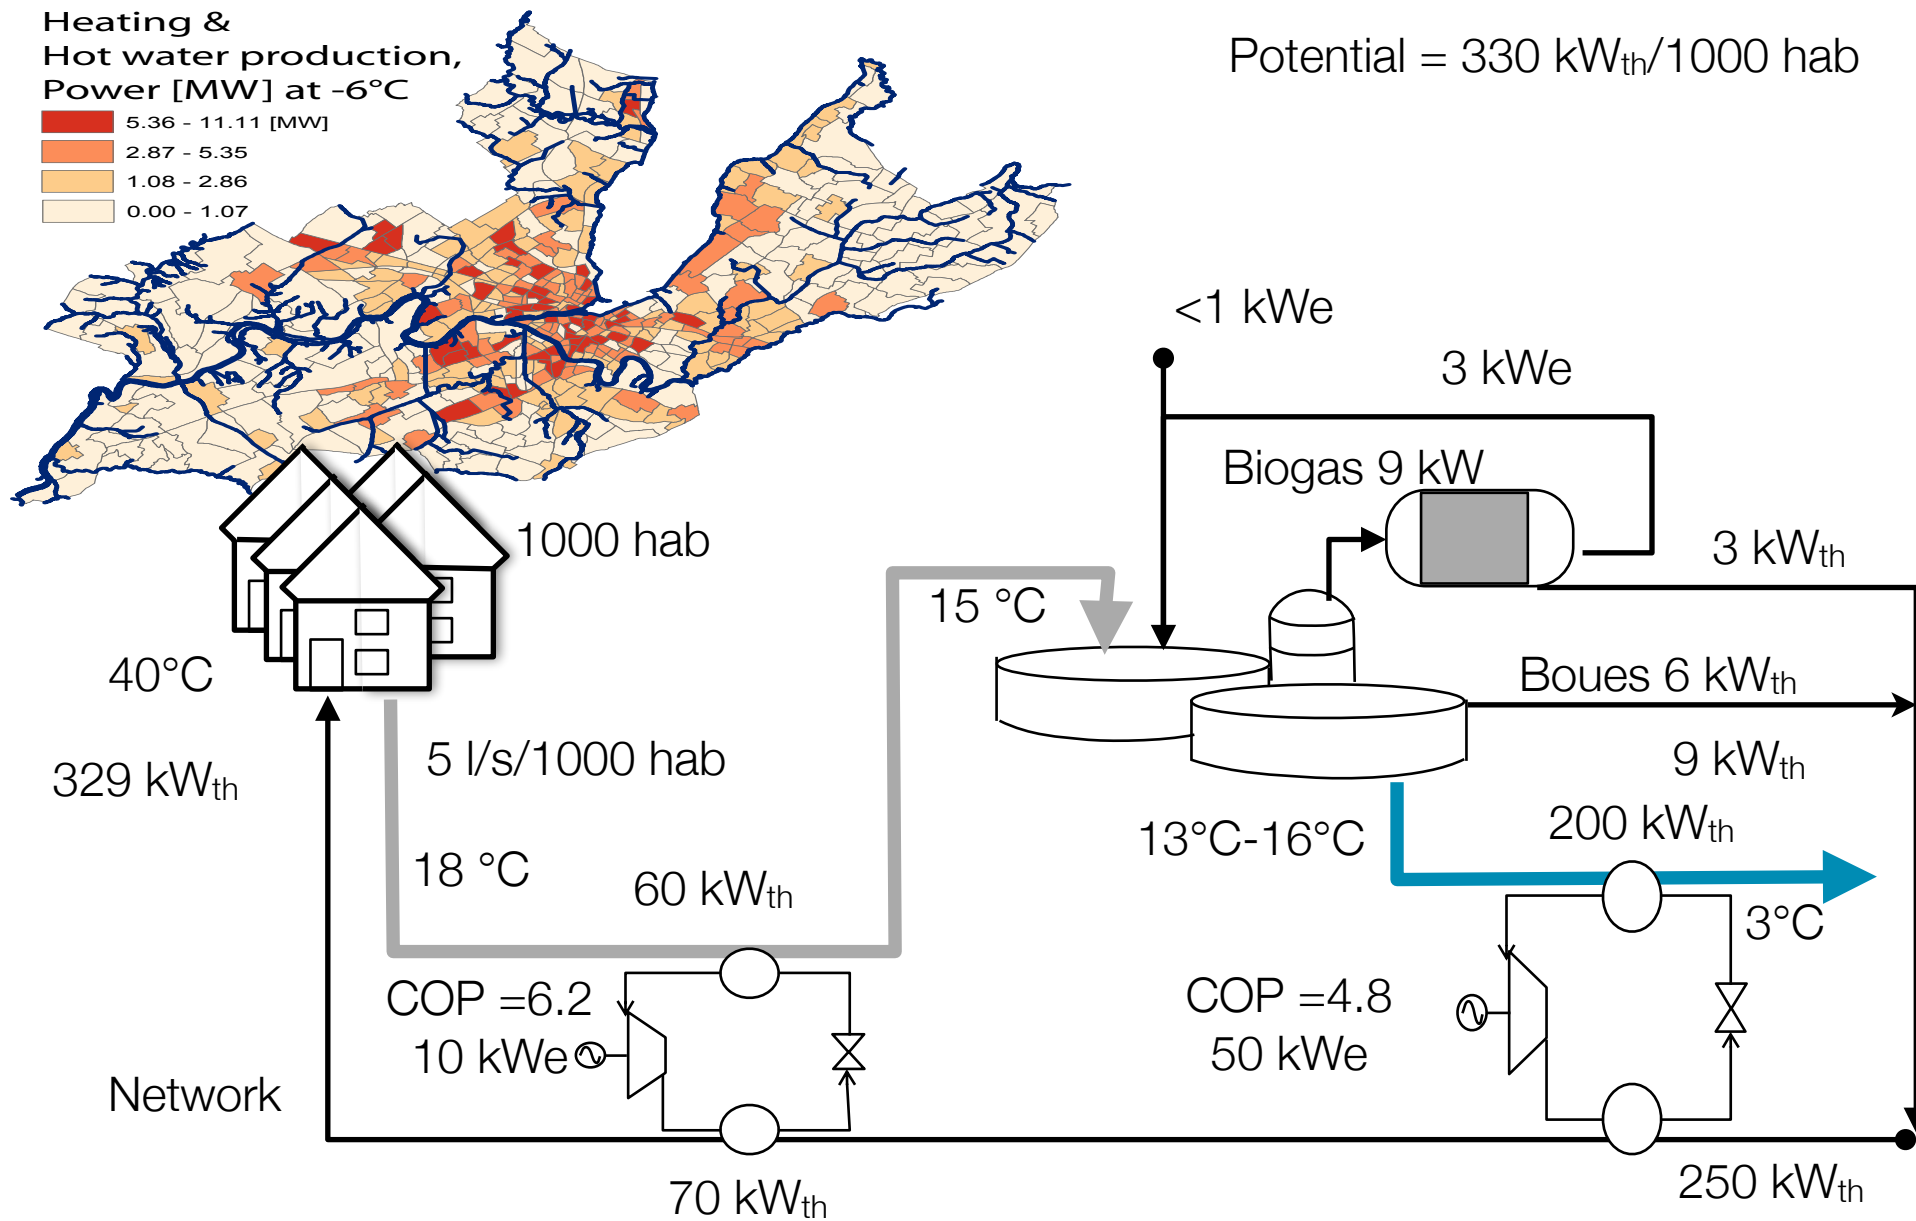 Heating &
Hot water production,
Power [MW] at -6°C
5.36 - 11.11 [MW]
2.87 - 5.35
1.08 - 2.86
0.00 - 1.07
Potential = 330 kWth/1000 hab
<1 kWe
3 kWe
Biogas 9 kW
3 kWth
1000 hab
15 °C
40°C
Boues 6 kWth
5 l/s/1000 hab
9 kWth
329 kWth
200 kWth
13°C-16°C
18 °C
60 kWth
3°C
COP =6.2
COP =4.8
10 kWe
50 kWe
Network
70 kWth
250 kWth